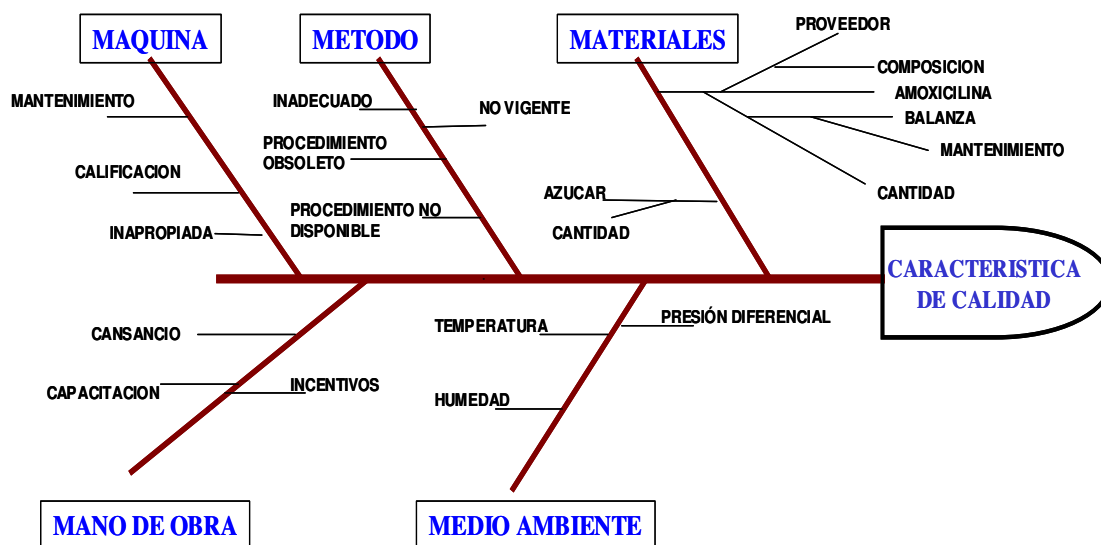 MAQUINA
METODO
MATERIALES
PROVEEDOR
COMPOSICION
AMOXICILINA
BALANZA
MANTENIMIENTO
CANTIDAD
MANTENIMIENTO
CALIFICACION
INAPROPIADA
INADECUADO
NO VIGENTE
PROCEDIMIENTO
OBSOLETO
PROCEDIMIENTO NO
DISPONIBLE
AZUCAR
CANTIDAD
CARACTERISTICA
DE CALIDAD
CANSANCIO
CAPACITACION
INCENTIVOS
TEMPERATURA
PRESIÓN DIFERENCIAL
HUMEDAD
MANO DE OBRA
MEDIO AMBIENTE